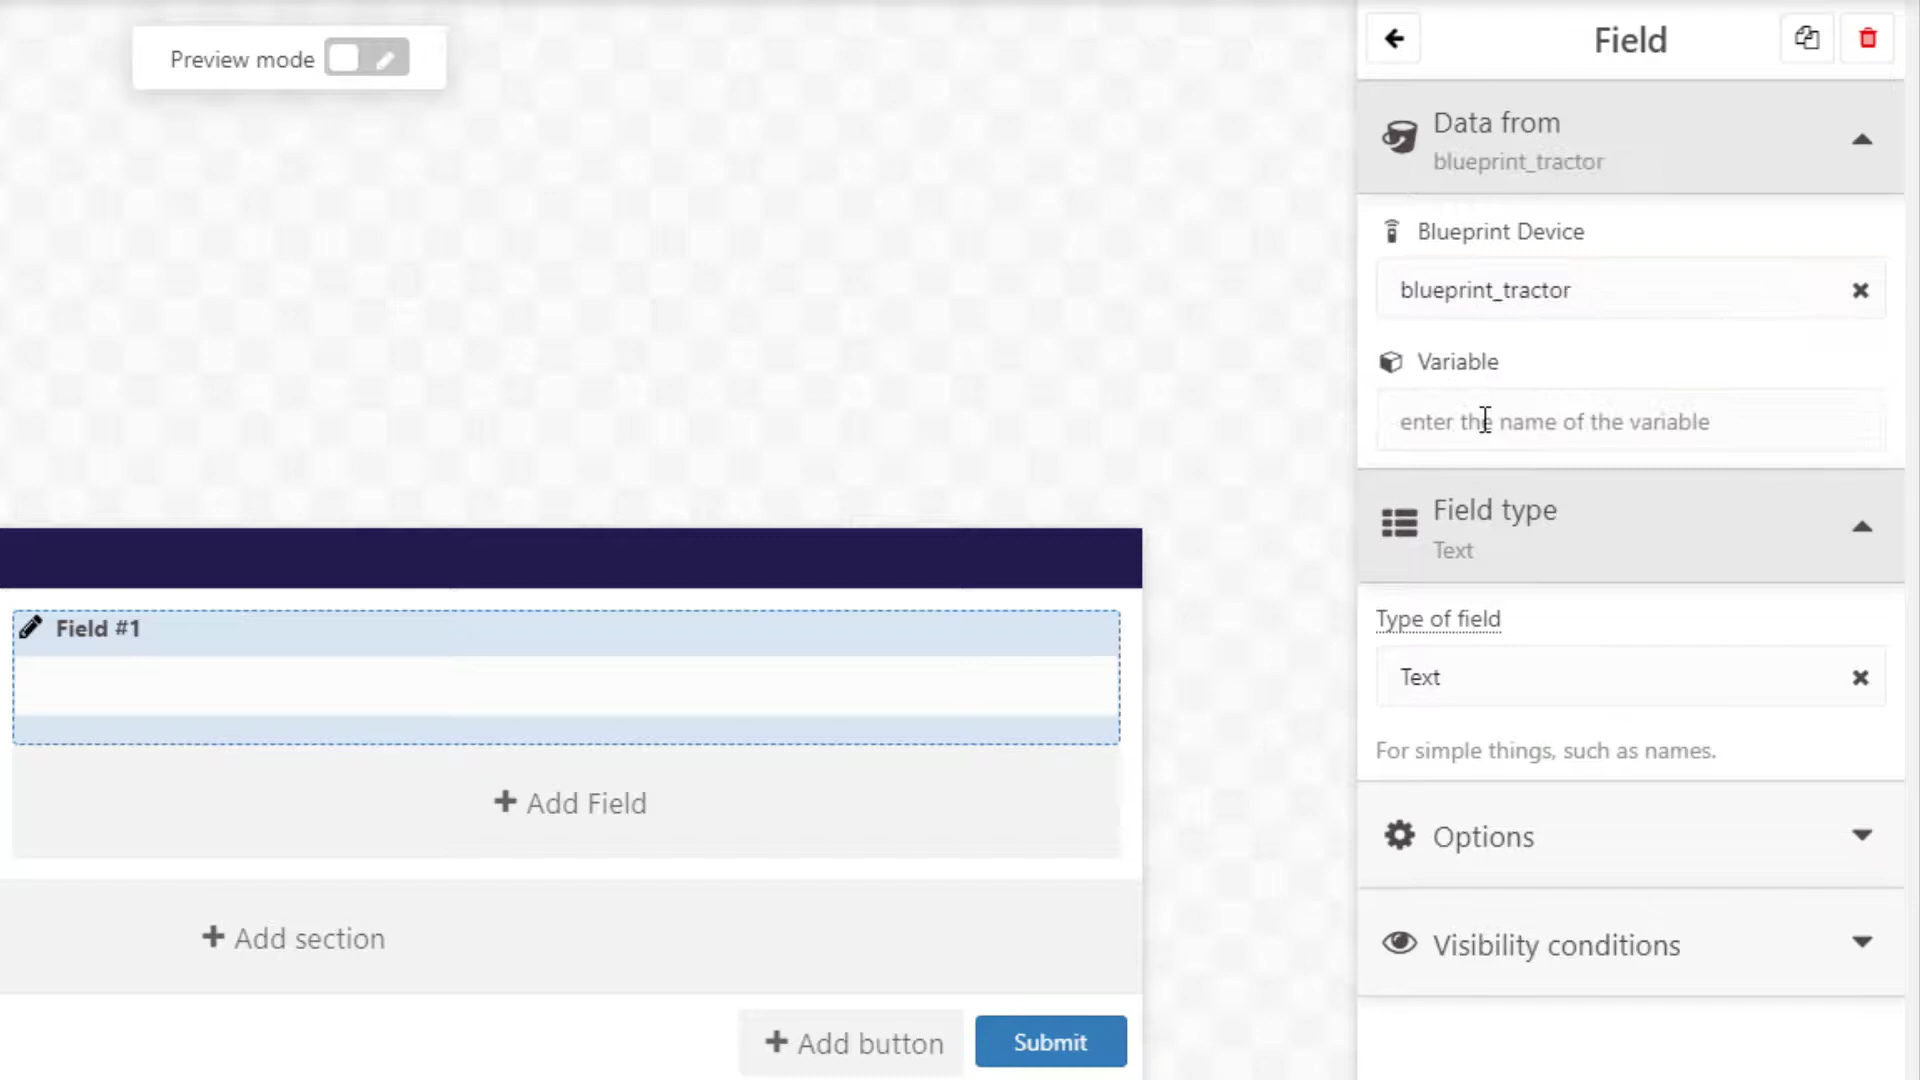 Preview mode
Field #1
Add Field
Add section
Add button
Submit
Field
Data from
blueprint_tractor
Blueprint Device
blueprint_tractor
Variable
enter the name of the variable
Field type
Text
Type of field
Text
For simple things, such as names.
Options
Visibility conditions